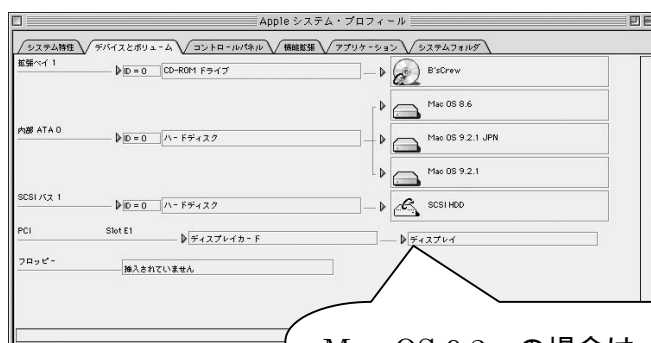 Apple システム・プロフィール
システム特性 デバイスとボリューム コントロールパネル 機能拡張 アプリケーション システムフォルダ
拡張ベイ 1
ID = 0 CD-ROM ドライブ B'sCrew
Mac OS 8.6
内部 ATA 0
ID = 0 ハードディスク Mac OS 9.2.1 JPN
Mac OS 9.2.1
SCSI バス 1
ID = 0 ハードディスク SCSI HDD
PCI Slot E1
ディスプレイカード ディスプレイ
フロッピー
挿入されていません
の場合は